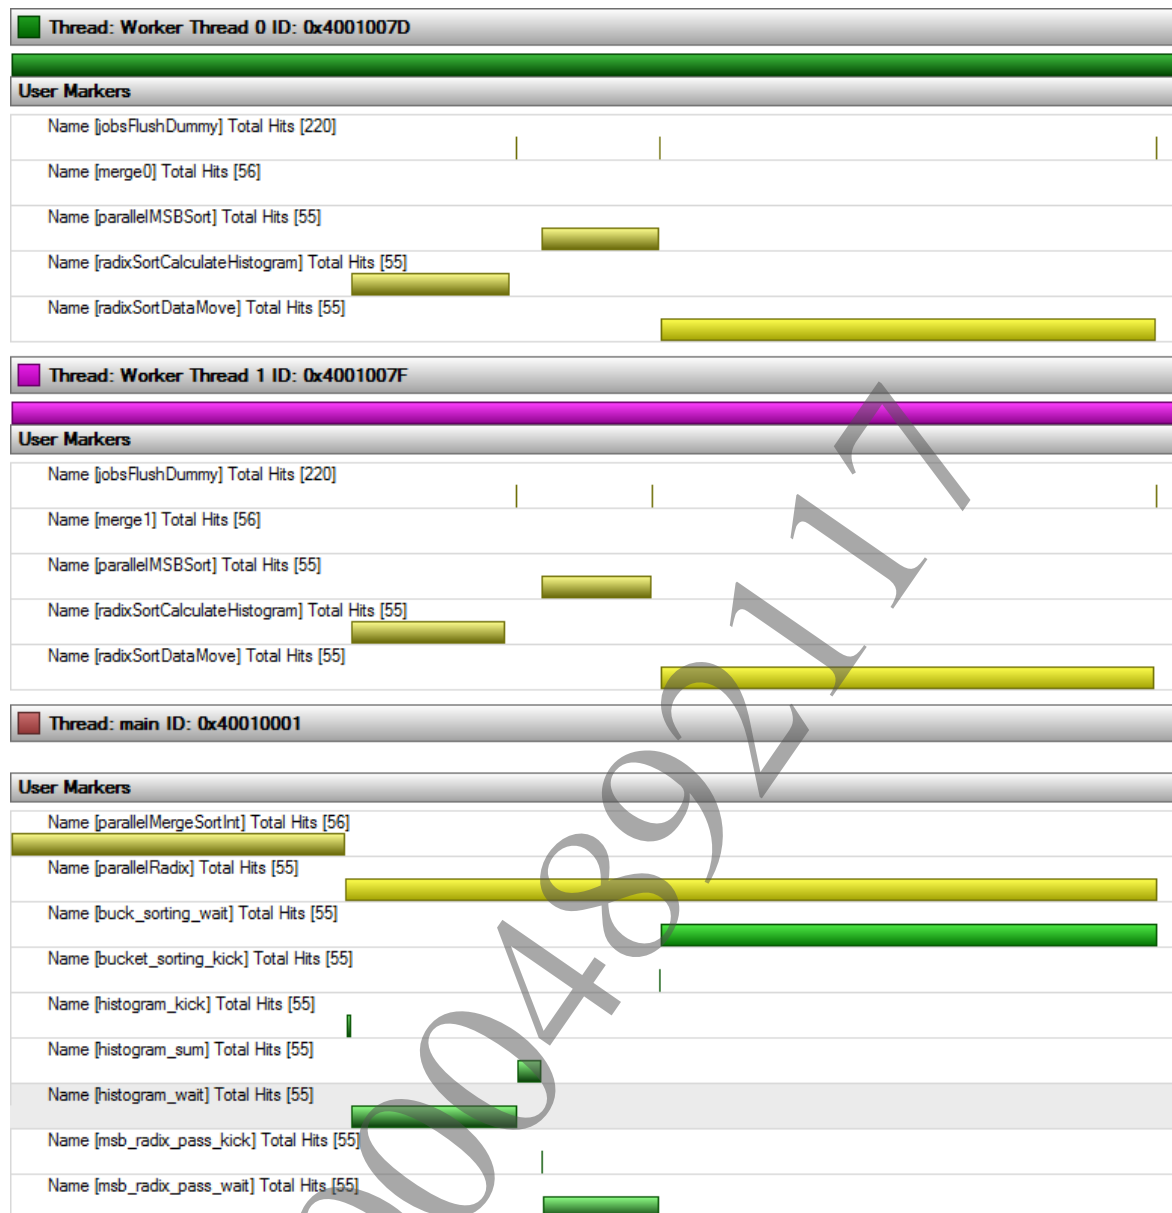 Thread: Worker Thread 0 ID: 0x4001007D
User Markers
Name [jobsFlushDummy] Total Hits [220]
Name [merge0] Total Hits [56]
Name [parallelMSBSort] Total Hits [55]
Name [radixSortCalculateHistogram] Total Hits [55]
Name [radixSortDataMove] Total Hits [55]
Thread: Worker Thread 1 ID: 0x4001007F
User Markers
Name [jobsFlushDummy] Total Hits [220]
Name [merge1] Total Hits [56]
Name [parallelMSBSort] Total Hits [55]
Name [radixSortCalculateHistogram] Total Hits [55]
Name [radixSortDataMove] Total Hits [55]
Thread: main ID: 0x40010001
User Markers
Name [parallelMergeSortInt] Total Hits [56]
Name [parallelRadix] Total Hits [55]
Name [buck_sorting_wait] Total Hits [55]
Name [bucket_sorting_kick] Total Hits [55]
Name [histogram_kick] Total Hits [55]
Name [histogram_sum] Total Hits [55]
Name [histogram_wait] Total Hits [55]
Name [msb_radix_pass_kick] Total Hits [55]
Name [msb_radix_pass_wait] Total Hits [55]
00489217